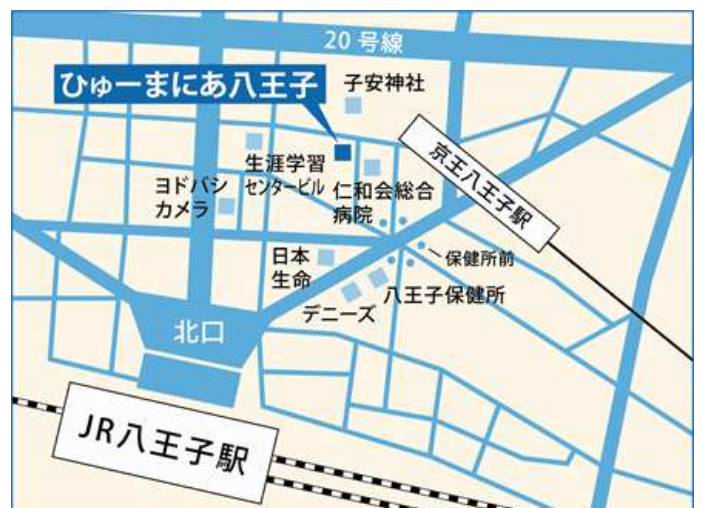 20号線
ひゅーまにあ八王子
子安神社
京王八王子駅
生涯学習
センタービル
仁和会総合
病院
ヨドバシ
カメラ
保健所前
日本
生命
八王子保健所
デニーズ
北口
JR八王子駅